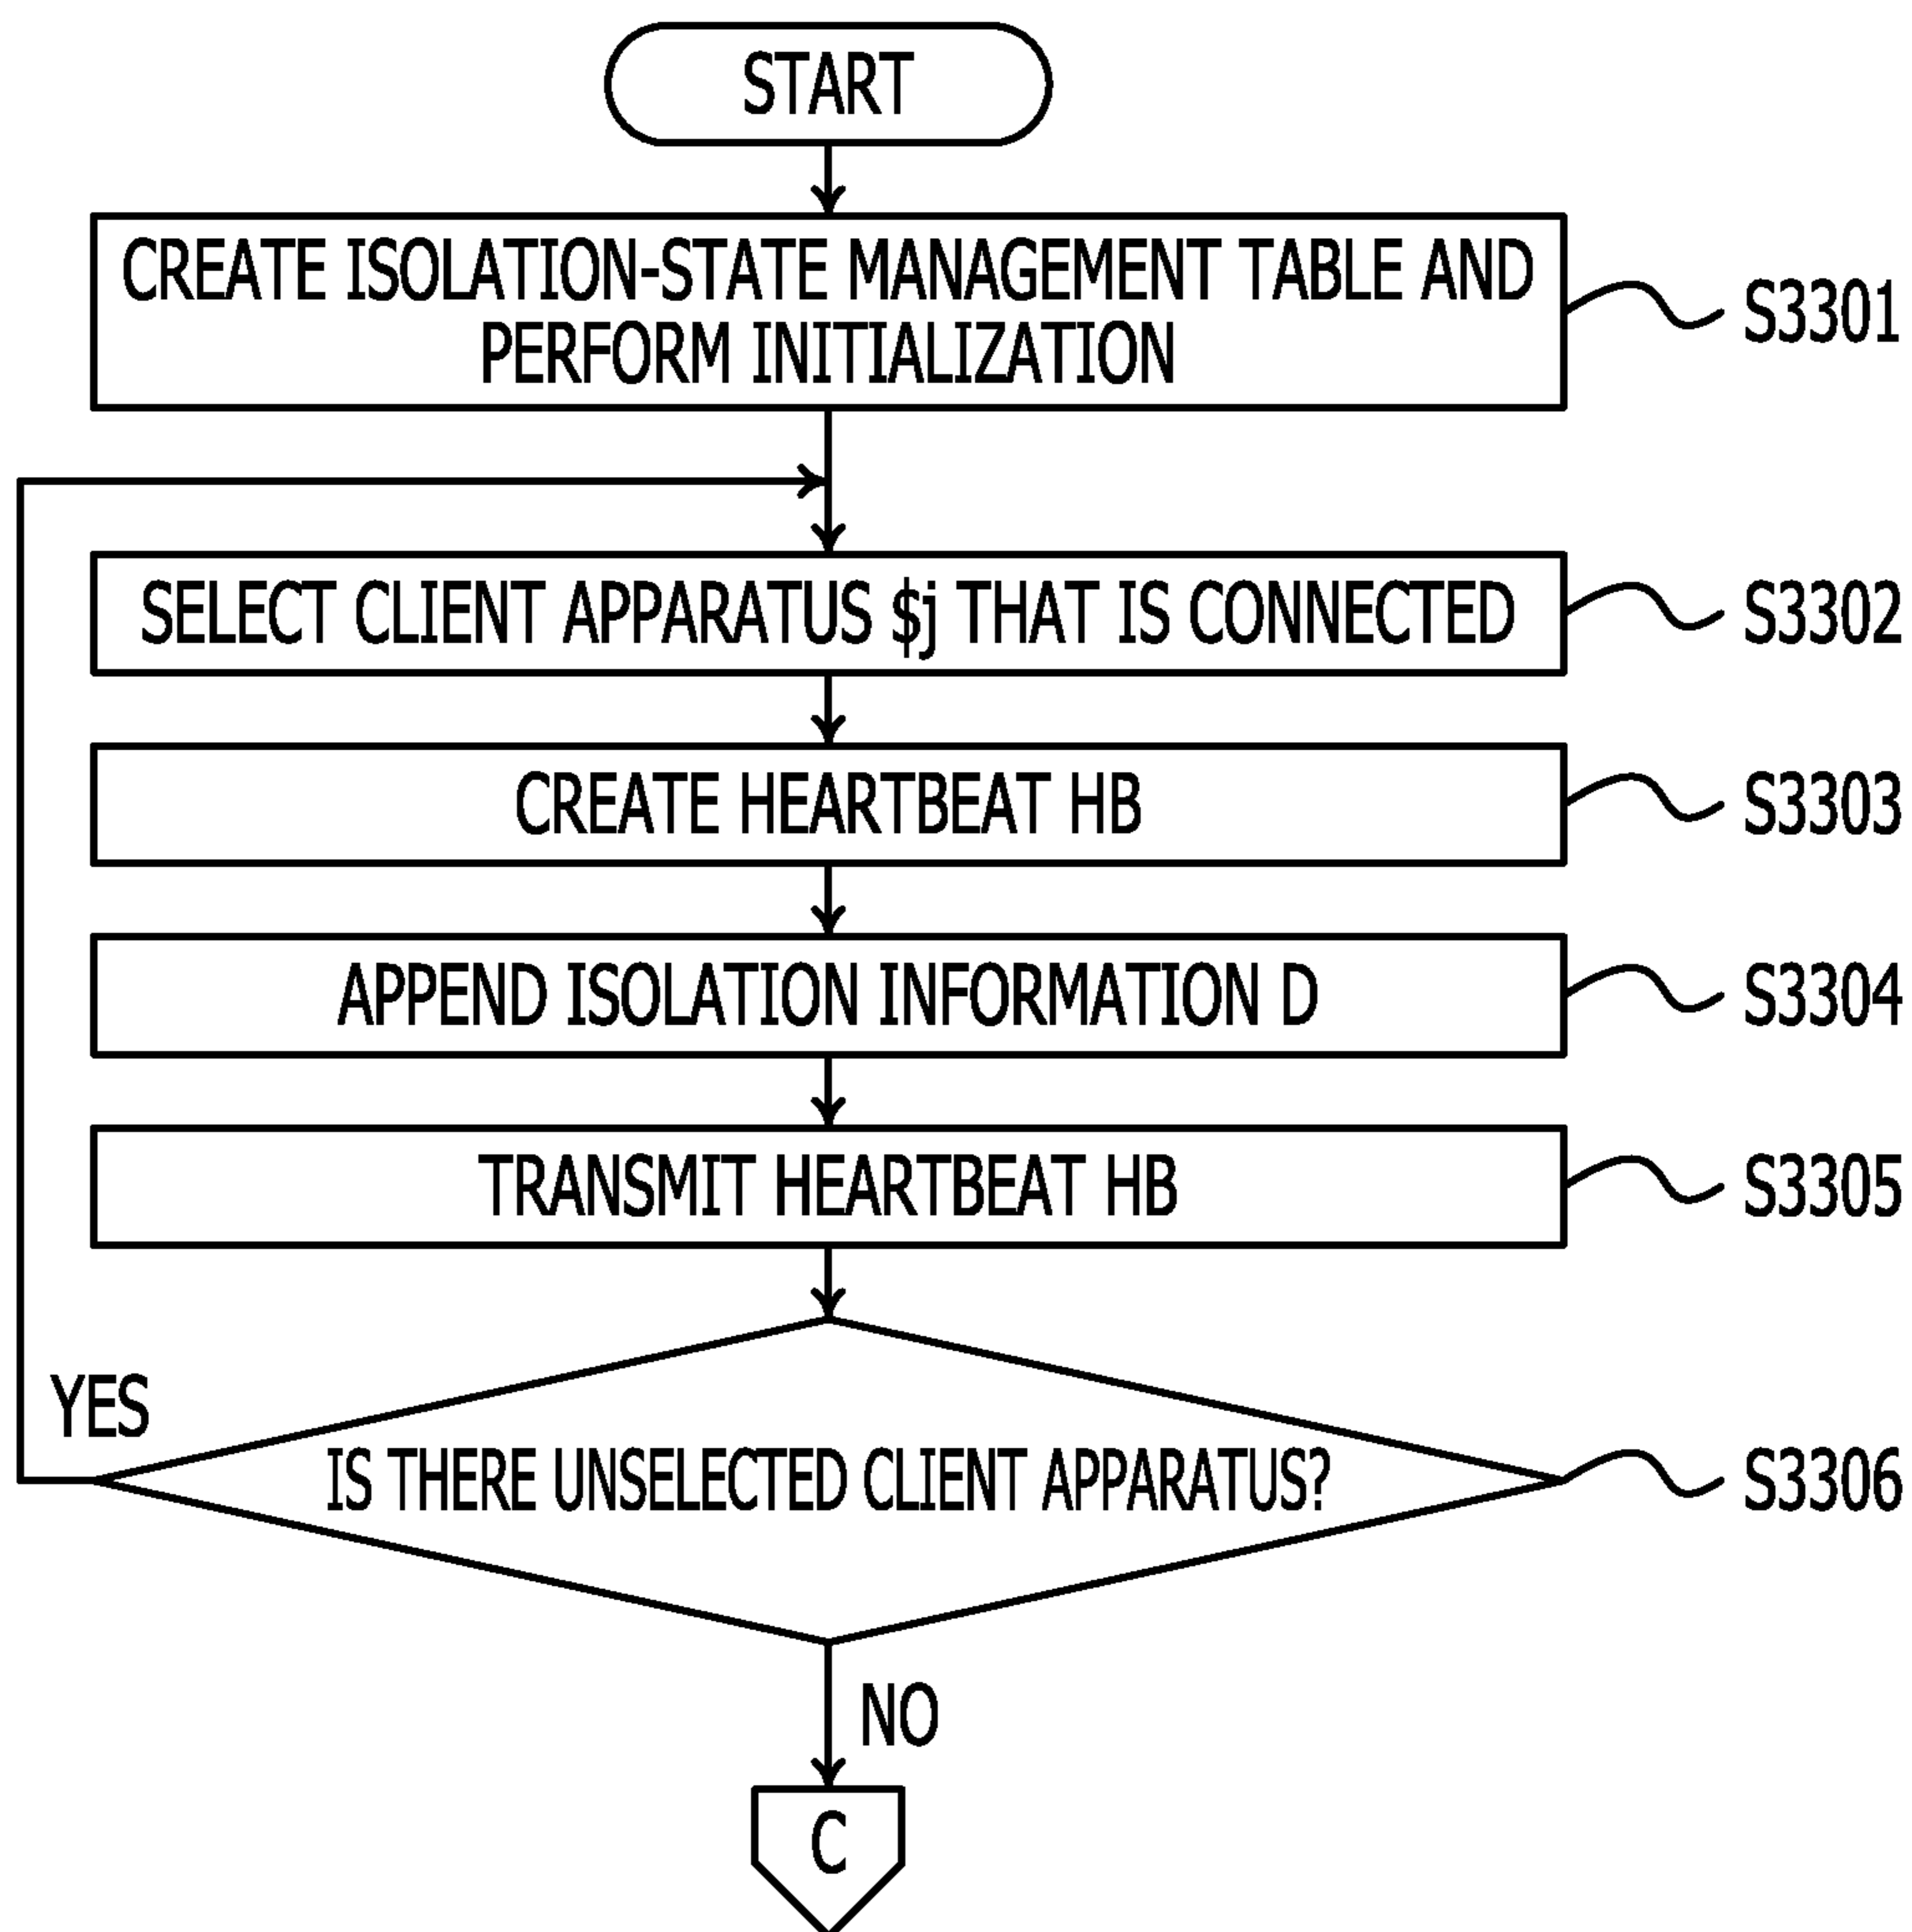 START
CREATE ISOLATION-STATE MANAGEMENT TABLE AND
PERFORM INITIALIZATION
S3301
SELECT CLIENT APPARATUS $j THAT IS CONNECTED
S3302
CREATE HEARTBEAT HB
S3303
APPEND ISOLATION INFORMATION D
S3304
TRANSMIT HEARTBEAT HB
S3305
YES
IS THERE UNSELECTED CLIENT APPARATUS?
S3306
NO
C